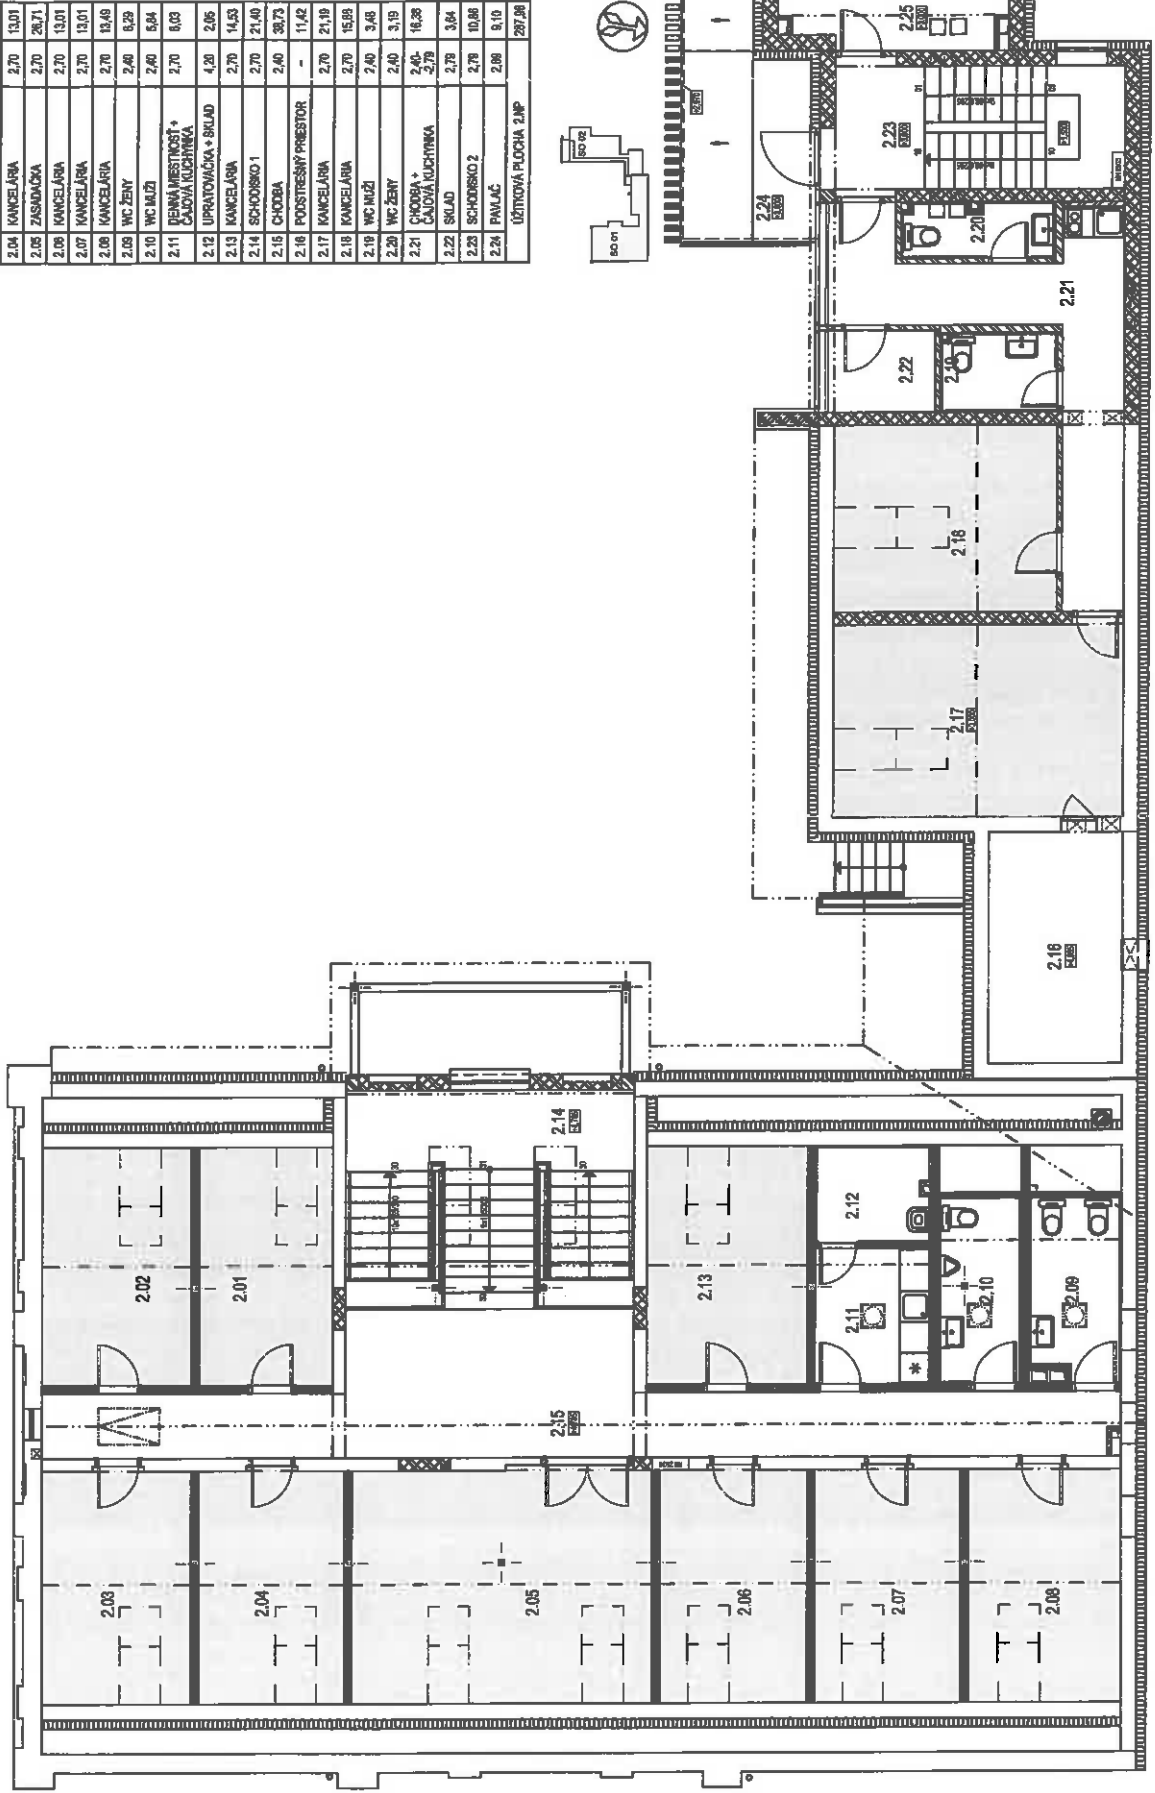 2.04 KANCELÁRIA 2,70 13,01
2.05 ZASADAČKA 2,70 26,71
2.06 KANCELÁRIA 2,70 13,01
2.07 KANCELÁRIA 2,70 13,01
2.08 KANCELÁRIA 2,70 13,49
2.09 WC ŽENY 2,40 6,29
2.10 WC MUŽI 2,40 5,84
2.11 DENNÁ MIESTNOSŤ + ČAJOVÁ KUCHYNKA 2,70 6,03
2.12 UPRATOVAČKA + SKLAD 4,20 2,65
2.13 KANCELÁRIA 2,70 14,53
2.14 SCHODISKO 1 2,70 21,40
2.15 CHODBA 2,40 38,73
2.16 PODSTREŠNÝ PRIESTOR – 11,42
2.17 KANCELÁRIA 2,70 21,19
2.18 KANCELÁRIA 2,70 15,88
2.19 WC MUŽI 2,40 3,48
2.20 WC ŽENY 2,40 3,19
2.21 CHODBA + ČAJOVÁ KUCHYNKA 2,40-2,79 16,38
2.22 SKLAD 2,79 3,64
2.23 SCHODISKO 2 2,79 10,86
2.24 PAVLAČ 2,89 9,10
ÚŽITKOVÁ PLOCHA 2.NP 287,98
SO 01
SO 02
2.25
2.24
2.23
2.20
2.21
2.22
2.19
2.18
2.17
2.16
2.14
2.02
2.01
2.13
2.12
2.11
2.10
2.09
2.15
2.03
2.04
2.05
2.06
2.07
2.08